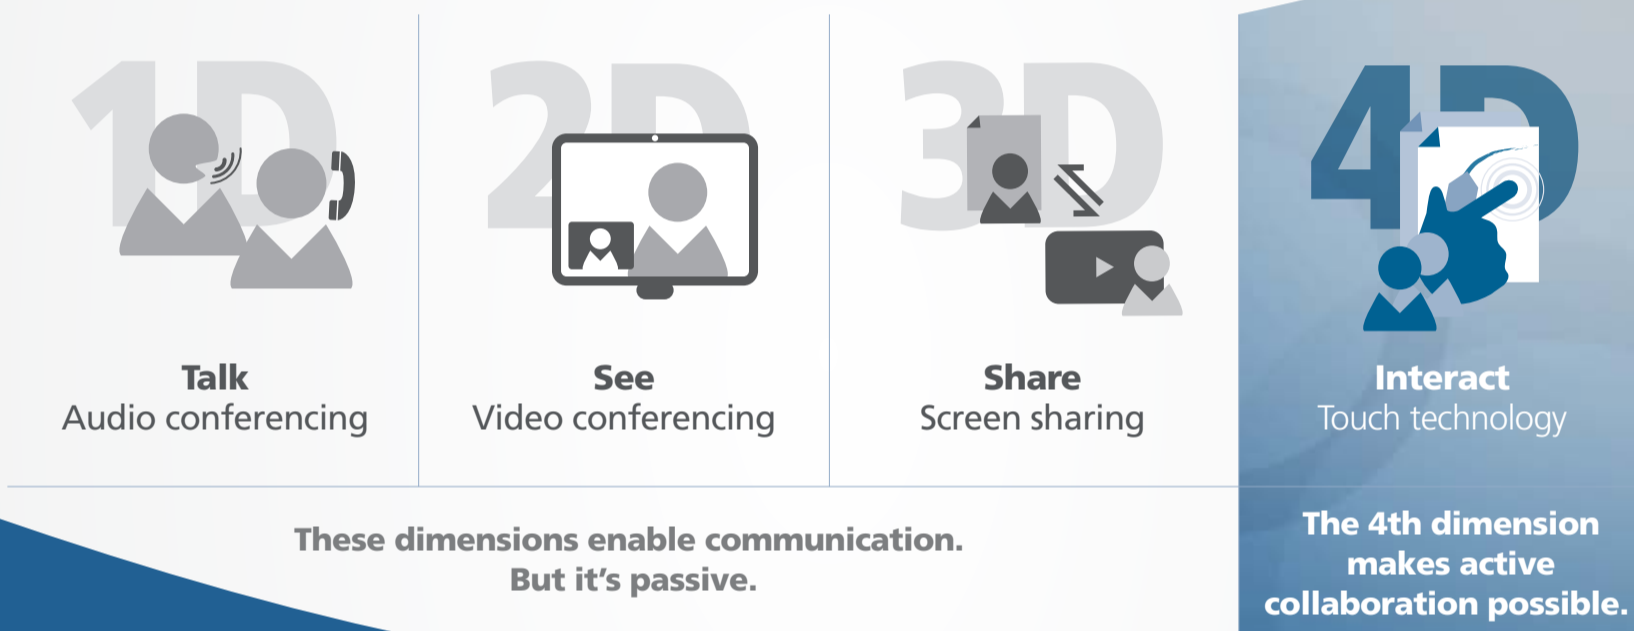 1D
Talk
Audio conferencing
2D
See
Video conferencing
3D
Share
Screen sharing
4D
Interact
Touch technology
These dimensions enable communication.
But it’s passive.
The 4th dimension
makes active
collaboration possible.